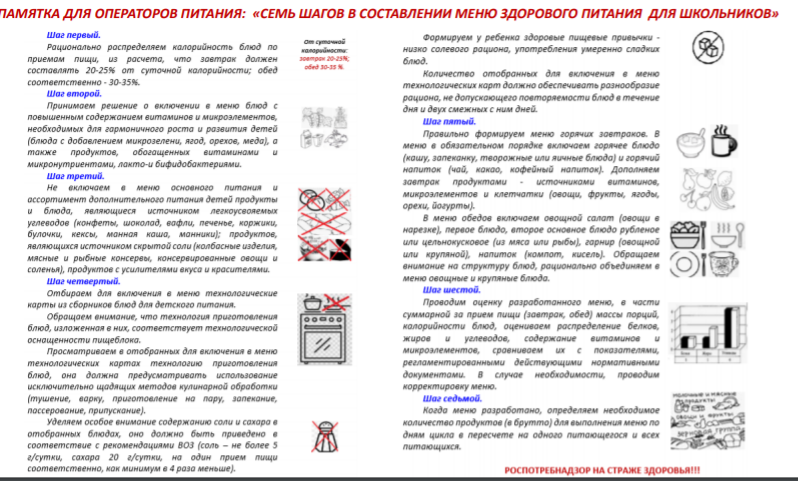 ПАМЯТКА ДЛЯ ОПЕРАТОРОВ ПИТАНИЯ: «СЕМЬ ШАГОВ В СОСТАВЛЕНИИ МЕНЮ ЗДОРОВОГО ПИТАНИЯ ДЛЯ ШКОЛЬНИКОВ»
Шаг первый.
Рационально распределяем калорийность блюд по
приемам пищи, из расчета, что завтрак должен
составлять 20-25% от суточной калорийности; обед
соответственно - 30-35%.
Шаг второй.
Принимаем решение о включении в меню блюд с
повышенным содержанием витаминов и микроэлементов,
необходимых для гармоничного роста и развития детей
(блюда с добавлением микрозелени, ягод, орехов, меда), а
также продуктов, обогащенных витаминами и
микронутриентами, лакто-и бифидобактериями.
Шаг третий.
Не включаем в меню основного питания и
ассортимент дополнительного питания детей продукты
и блюда, являющиеся источником легкоусвояемых
углеводов (конфеты, шоколад, вафли, печенье, коржики,
булочки, кексы, манная каша, манники); продуктов,
являющихся источником скрытой соли (колбасные изделия,
мясные и рыбные консервы, консервированные овощи и
соленья), продуктов с усилителями вкуса и красителями.
Шаг четвертый.
Отбираем для включения в меню технологические
карты из сборников блюд для детского питания.
Обращаем внимание, что технология приготовления
блюд, изложенная в них, соответствует технологической
оснащенности пищеблока.
Просматриваем в отобранных для включения в меню
технологических картах технологию приготовления
блюд, она должна предусматривать использование
исключительно щадящих методов кулинарной обработки
(тушение, варку, приготовление на пару, запекание,
пассерование, припускание).
Уделяем особое внимание содержанию соли и сахара в
отобранных блюдах, оно должно быть приведено в
соответствие с рекомендациями ВОЗ (соль – не более 5
г/сутки, сахара 20 г/сутки, на один прием пищи
соответственно, как минимум в 4 раза меньше).
От суточной
калорийности:
завтрак 20-25%;
обед 30-35 %.
Формируем у ребенка здоровые пищевые привычки -
низко солевого рациона, употребления умеренно сладких
блюд.
Количество отобранных для включения в меню
технологических карт должно обеспечивать разнообразие
рациона, не допускающего повторяемости блюд в течение
дня и двух смежных с ним дней.
Шаг пятый.
Правильно формируем меню горячих завтраков. В
меню в обязательном порядке включаем горячее блюдо
(кашу, запеканку, творожные или яичные блюда) и горячий
напиток (чай, какао, кофейный напиток). Дополняем
завтрак продуктами - источниками витаминов,
микроэлементов и клетчатки (овощи, фрукты, ягоды,
орехи, йогурты).
В меню обедов включаем овощной салат (овощи в
нарезке), первое блюдо, второе основное блюдо рубленое
или цельнокусковое (из мяса или рыбы), гарнир (овощной
или крупяной), напиток (компот, кисель). Обращаем
внимание на структуру блюд, рационально объединяем в
меню овощные и крупяные блюда.
Шаг шестой.
Проводим оценку разработанного меню, в части
суммарной за прием пищи (завтрак, обед) массы порций,
калорийности блюд, оцениваем распределение белков,
жиров и углеводов, содержание витаминов и
микроэлементов, сравниваем их с показателями,
регламентированными действующими нормативными
документами. В случае необходимости, проводим
корректировку меню.
Шаг седьмой.
Когда меню разработано, определяем необходимое
количество продуктов (в брутто) для выполнения меню по
дням цикла в пересчете на одного питающегося и всех
питающихся.
РОСПОТРЕБНАДЗОР НА СТРАЖЕ ЗДОРОВЬЯ!!!